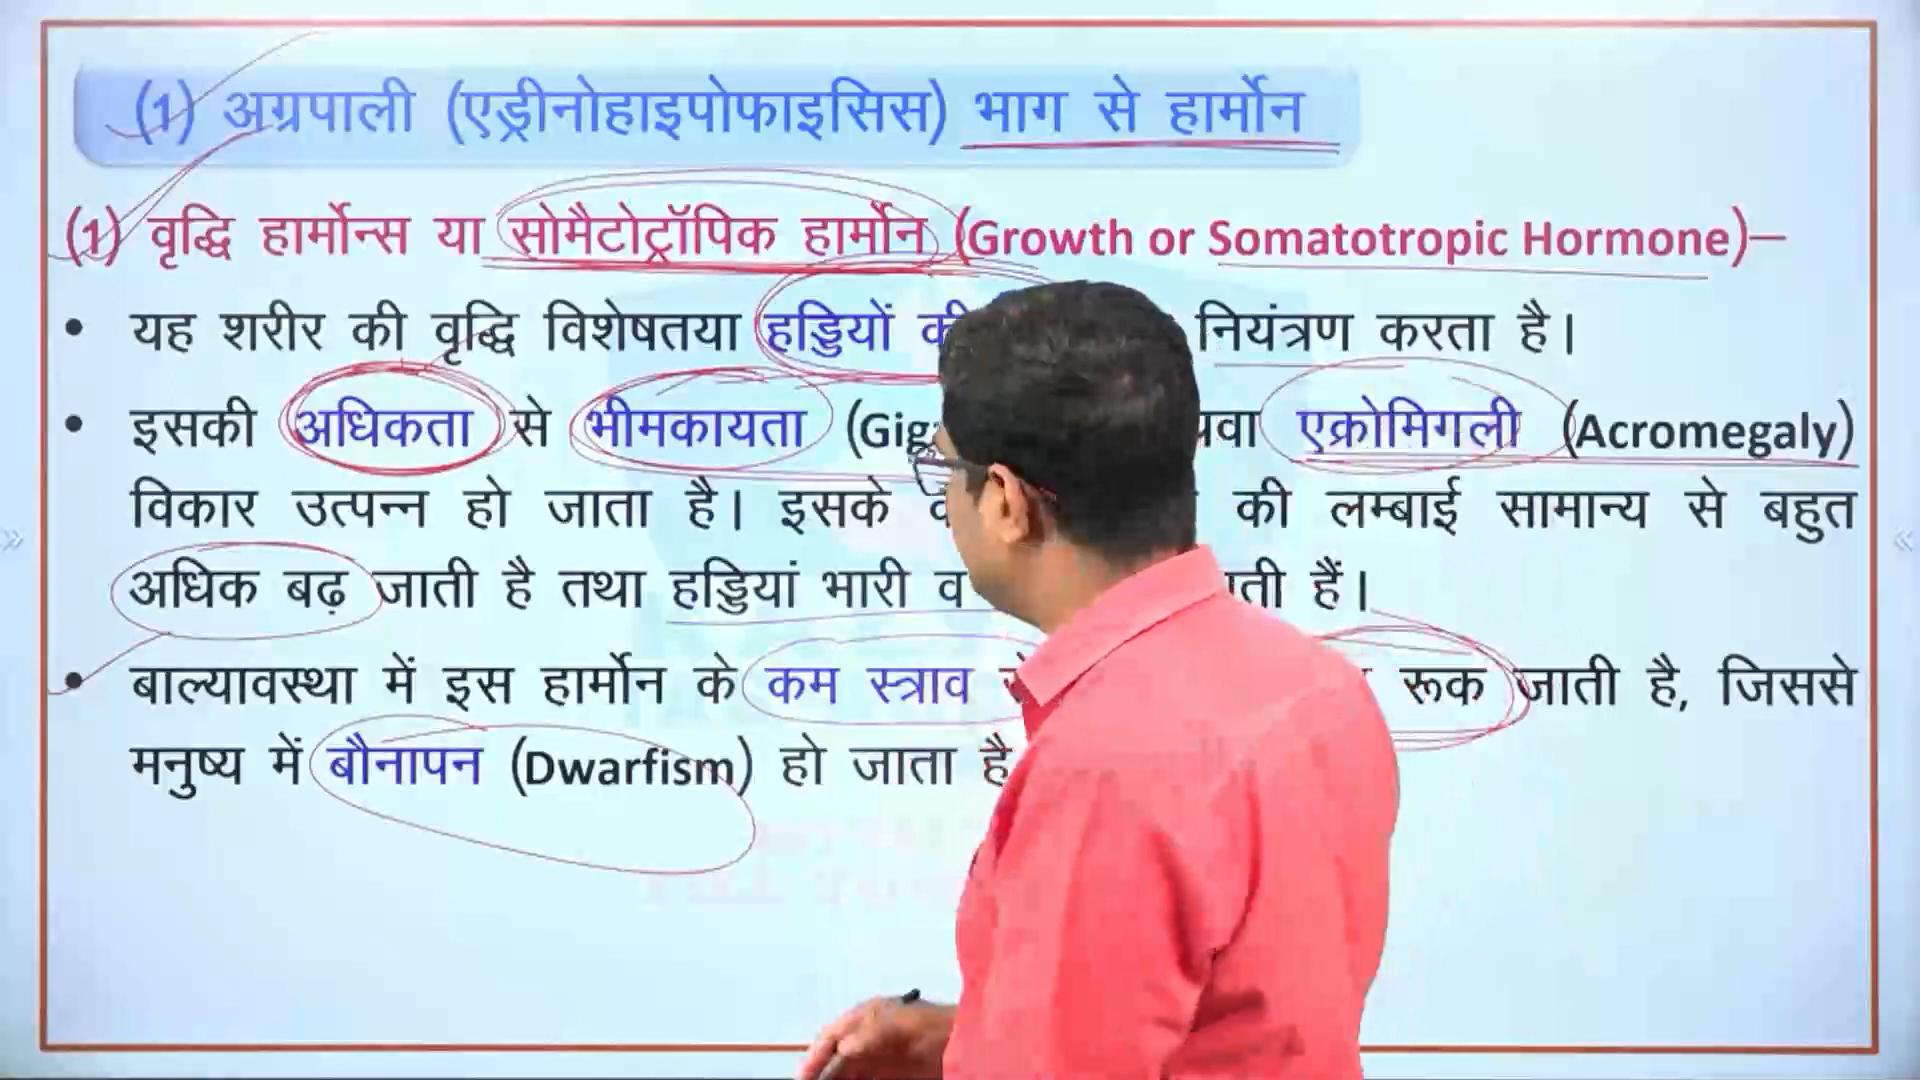 (1) अग्रपाली (एड्रीनोहाइपोफाइसिस) भाग से हार्मोन
(1) वृद्धि हार्मोन्स या सोमैटोट्रॉपिक हार्मोन (Growth or Somatotropic Hormone)—
• यह शरीर की वृद्धि विशेषतया हड्डियों की नियंत्रण करता है।
• इसकी अधिकता से भीमकायता एक्रोमिगली (Acromegaly)
विकार उत्पन्न हो जाता है। इसके की लम्बाई सामान्य से बहुत
अधिक बढ़ जाती है तथा हड्डियां भारी व हैं।
• बाल्यावस्था में इस हार्मोन के कम स्त्राव रूक जाती है, जिससे
मनुष्य में बौनापन (Dwarfism) हो जाता है